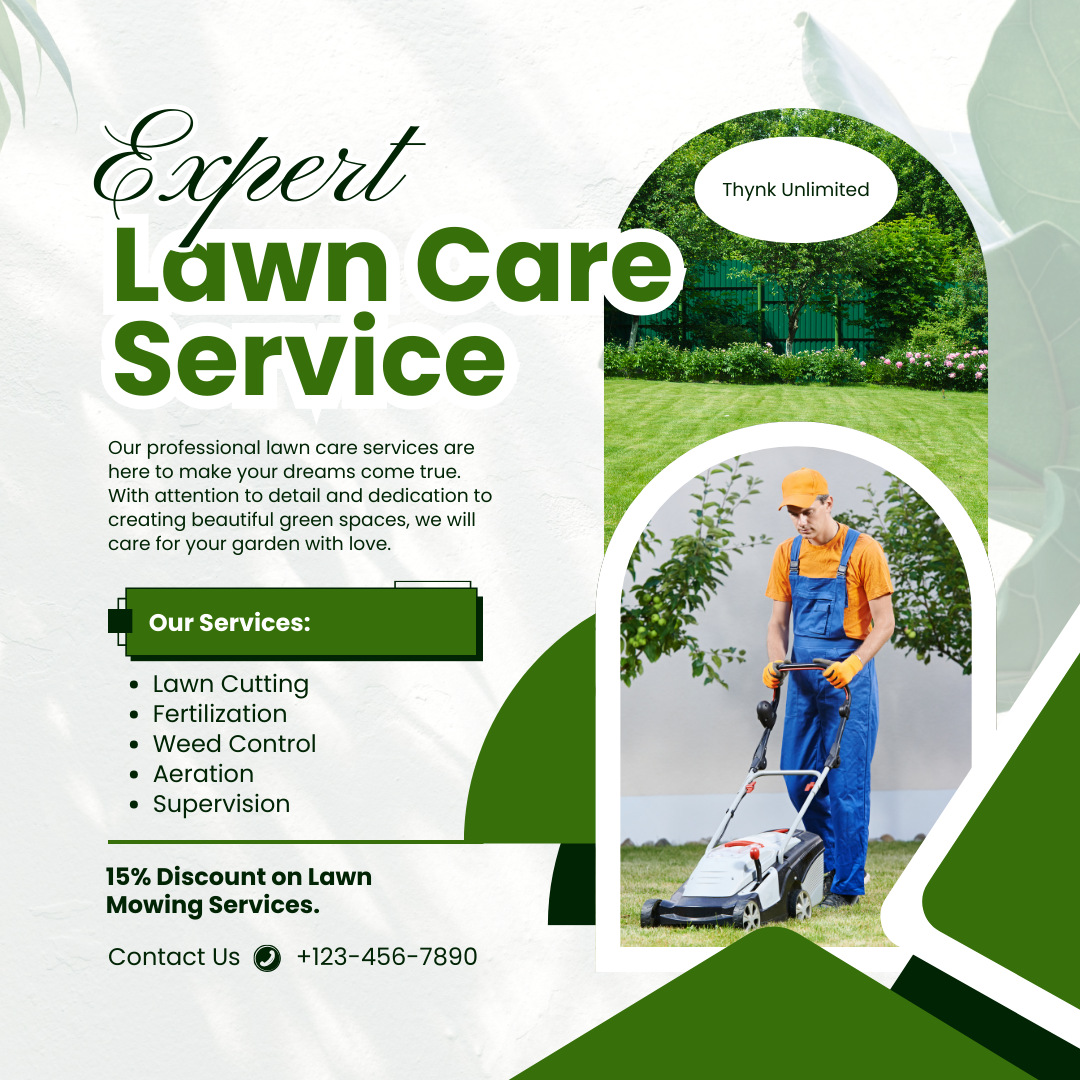 Expert
Thynk Unlimited
Lawn Care
Service
Our professional lawn care services are
here to make your dreams come true.
With attention to detail and dedication to
creating beautiful green spaces, we will
care for your garden with love.
Our Services:
• Lawn Cutting
• Fertilization
• Weed Control
• Aeration
• Supervision
15% Discount on Lawn
Mowing Services.
Contact Us +123-456-7890